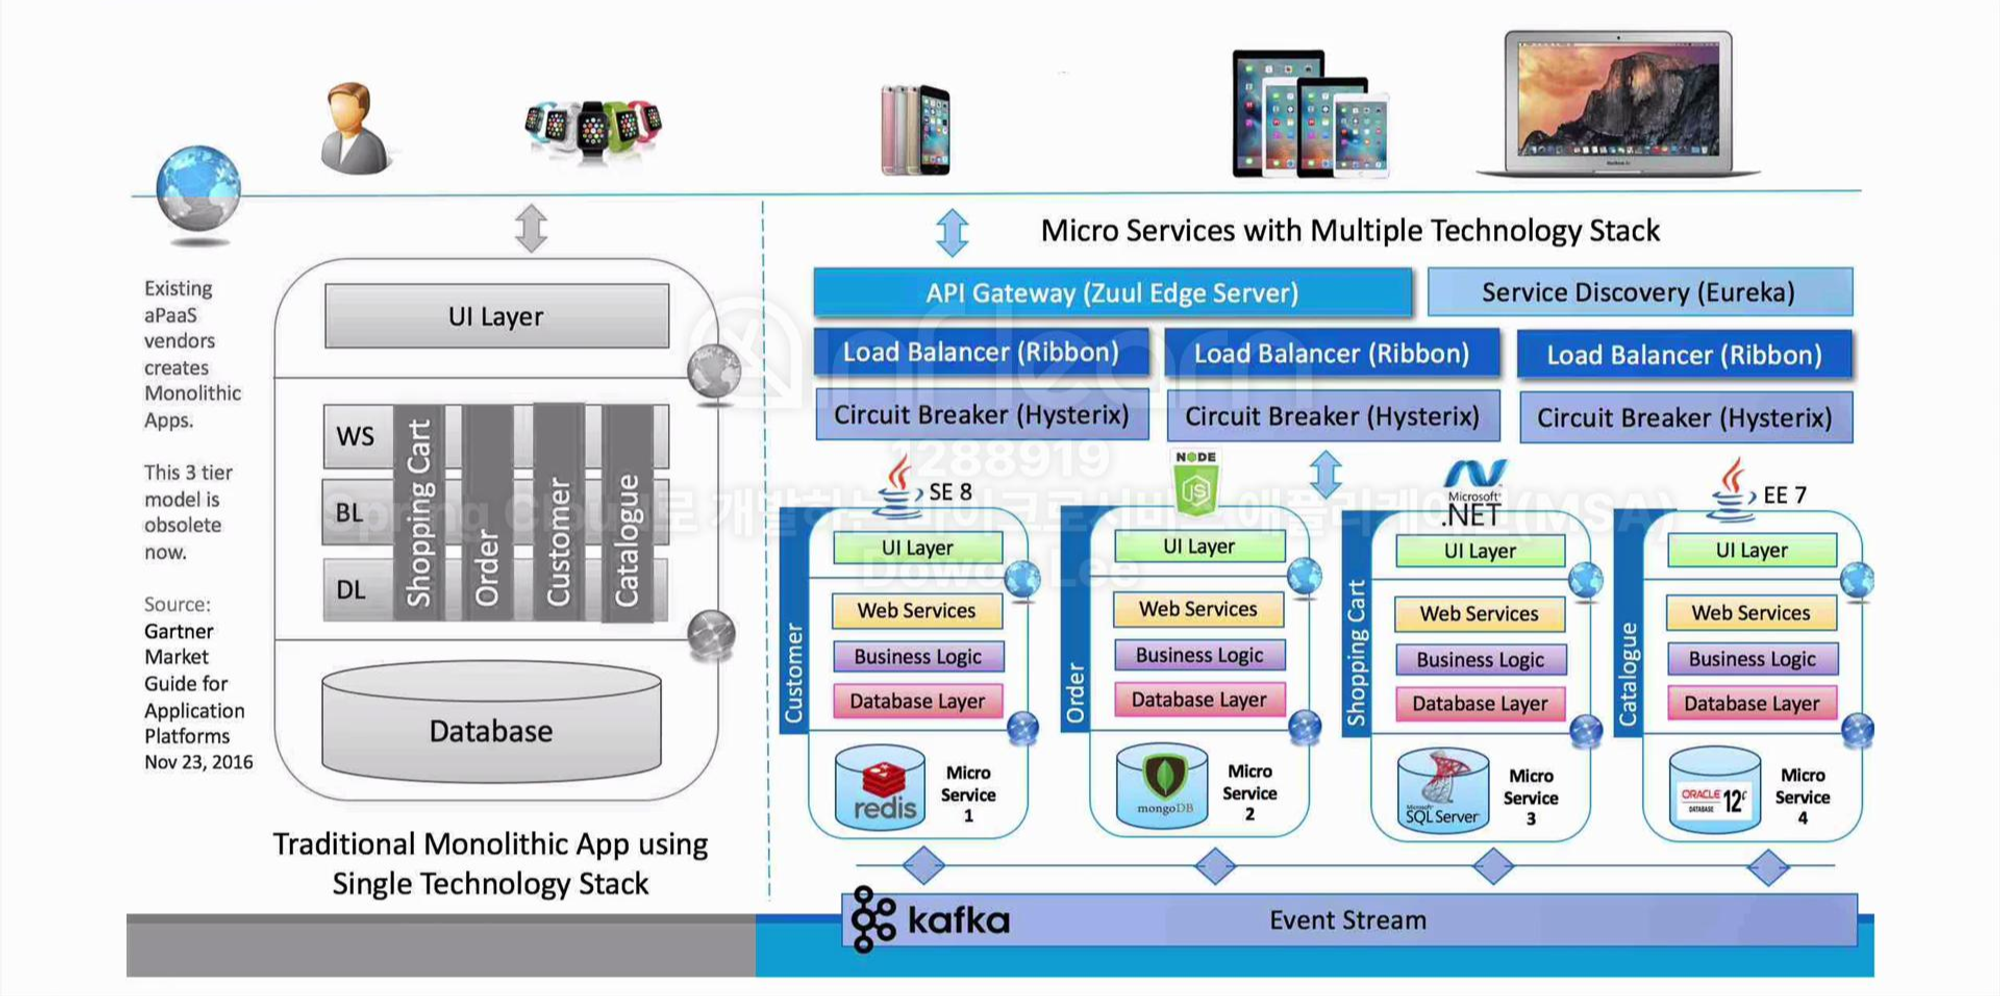 Existing
aPaaS
vendors
creates
Monolithic
Apps.
This 3 tier
model is
obsolete
now.
Source:
Gartner
Market
Guide for
Application
Platforms
Nov 23, 2016
UI Layer
WS
BL
DL
Shopping Cart
Order
Customer
Catalogue
Database
Traditional Monolithic App using
Single Technology Stack
Micro Services with Multiple Technology Stack
API Gateway (Zuul Edge Server)
Service Discovery (Eureka)
Load Balancer (Ribbon)
Load Balancer (Ribbon)
Load Balancer (Ribbon)
Circuit Breaker (Hysterix)
Circuit Breaker (Hysterix)
Circuit Breaker (Hysterix)
inflearn
1288919
Spring Cloud로 개발하는 마이크로서비스 애플리케이션(MSA)
Dowon Lee
SE 8
Customer
UI Layer
Web Services
Business Logic
Database Layer
redis
Micro
Service
1
NODE
JS
Order
UI Layer
Web Services
Business Logic
Database Layer
mongoDB
Micro
Service
2
Microsoft
.NET
Shopping Cart
UI Layer
Web Services
Business Logic
Database Layer
Microsoft
SQL Server
Micro
Service
3
EE 7
Catalogue
UI Layer
Web Services
Business Logic
Database Layer
ORACLE 12c
DATABASE
Micro
Service
4
kafka
Event Stream